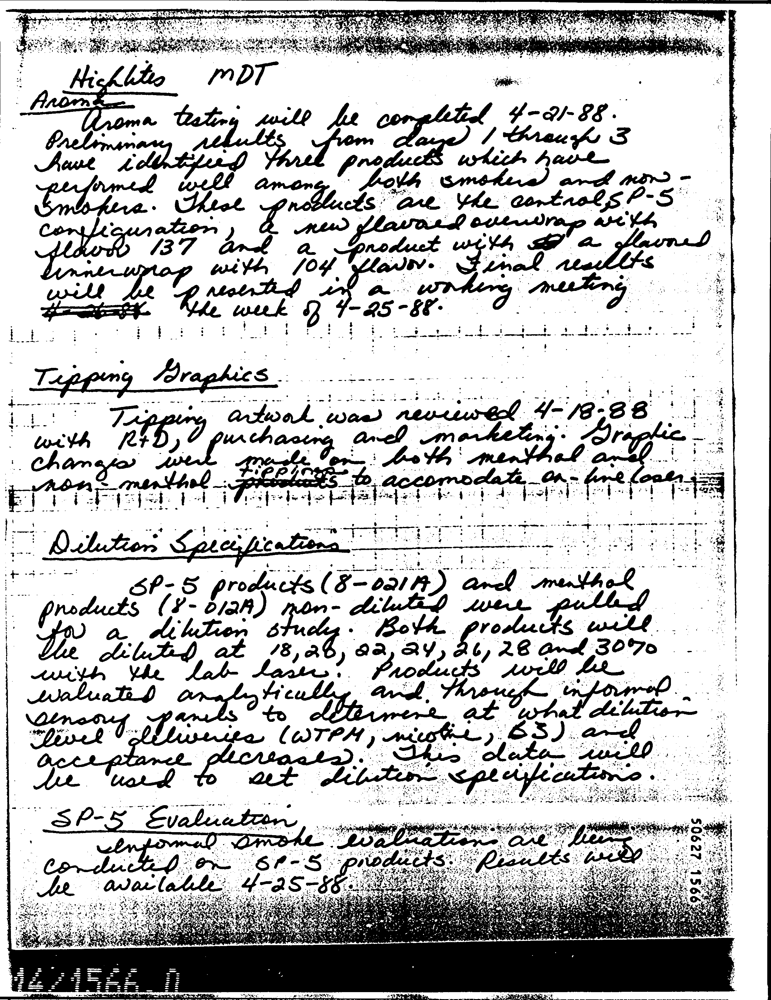 Highlites MDT
Aroma
Aroma testing will be completed 4-21-88.
Preliminary results from days 1 through 3
have identified three products which have
performed well among both smokers and non-
smokers. These products are the control, SP-5
configuration, a new flavored overwrap with
flavor 137 and a product with a flavored
innerwrap with 104 flavor. Final results
will be presented in a working meeting
the week of 4-25-88.
Tipping Graphics
Tipping artwork was reviewed 4-18-88
with R+D, purchasing and marketing. Graphic
changes were made on both menthol and
non-menthol tippings to accomodate on-line laser.
Dilution Specifications
SP-5 products (8-021A) and menthol
products (8-012A) non-diluted were pulled
for a dilution study. Both products will
be diluted at 18, 20, 22, 24, 26, 28 and 30%
with the lab laser. Products will be
evaluated analytically and through informal
sensory panels to determine at what dilution
level deliveries (WTPM, nicotine, ) and
acceptance decreases. This data will
be used to set dilution specifications.
SP-5 Evaluation
Informal smoke evaluations are being
conducted on SP-5 products. Results will
be available 4-25-88.
50627 1566
14/1566.0